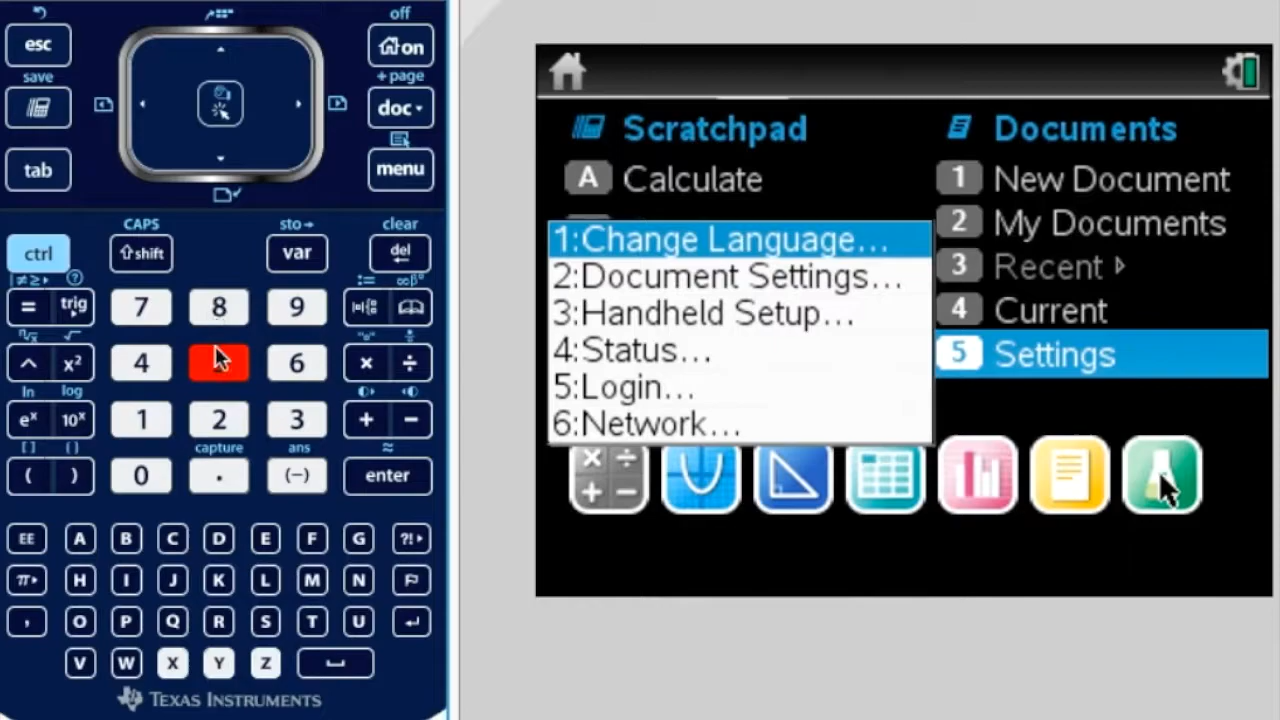 off
esc
on
save
+ page
doc
tab
menu
CAPS
sto→
clear
ctrl
⇧shift
var
del
:=
∞β°
=
trig
7
8
9
^
x²
4
6
×
÷
ln
log
eˣ
10ˣ
1
2
3
+
−
[ ]
( )
capture
ans
≈
(
)
0
.
(−)
enter
EE
A
B
C
D
E
F
G
?!▸
π▸
H
I
J
K
L
M
N
,
O
P
Q
R
S
T
U
V
W
X
Y
Z
TEXAS INSTRUMENTS
Scratchpad
Documents
A Calculate
1 New Document
2 My Documents
3 Recent ▹
4 Current
5 Settings
1:Change Language...
2:Document Settings...
3:Handheld Setup...
4:Status...
5:Login...
6:Network...